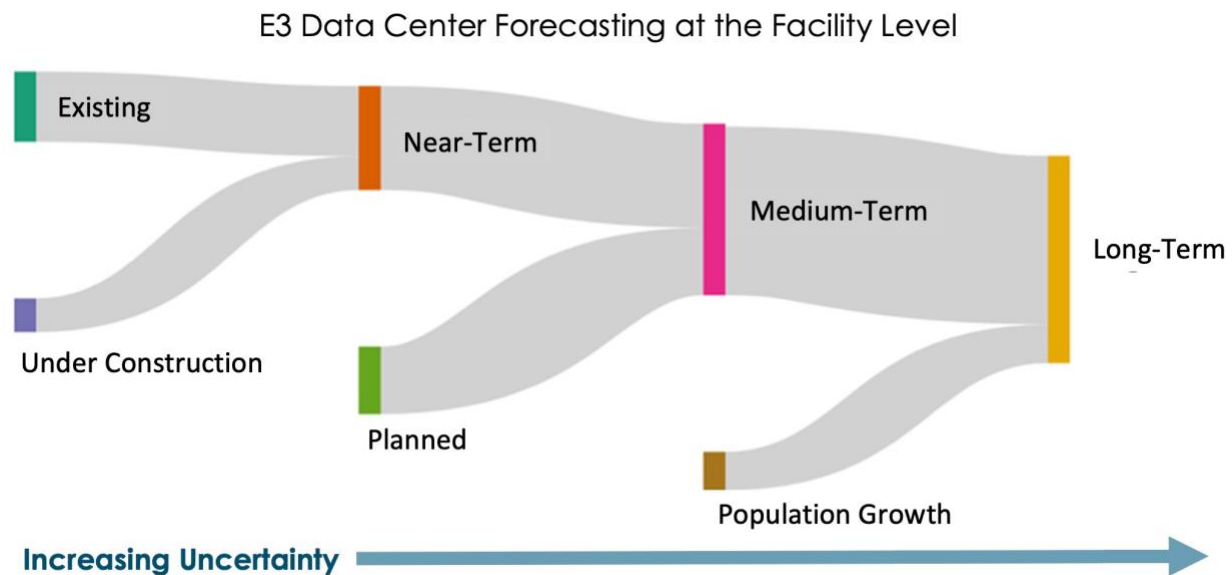 E3 Data Center Forecasting at the Facility Level
Existing
Near-Term
Medium-Term
Long-Term
Under Construction
Planned
Population Growth
Increasing Uncertainty